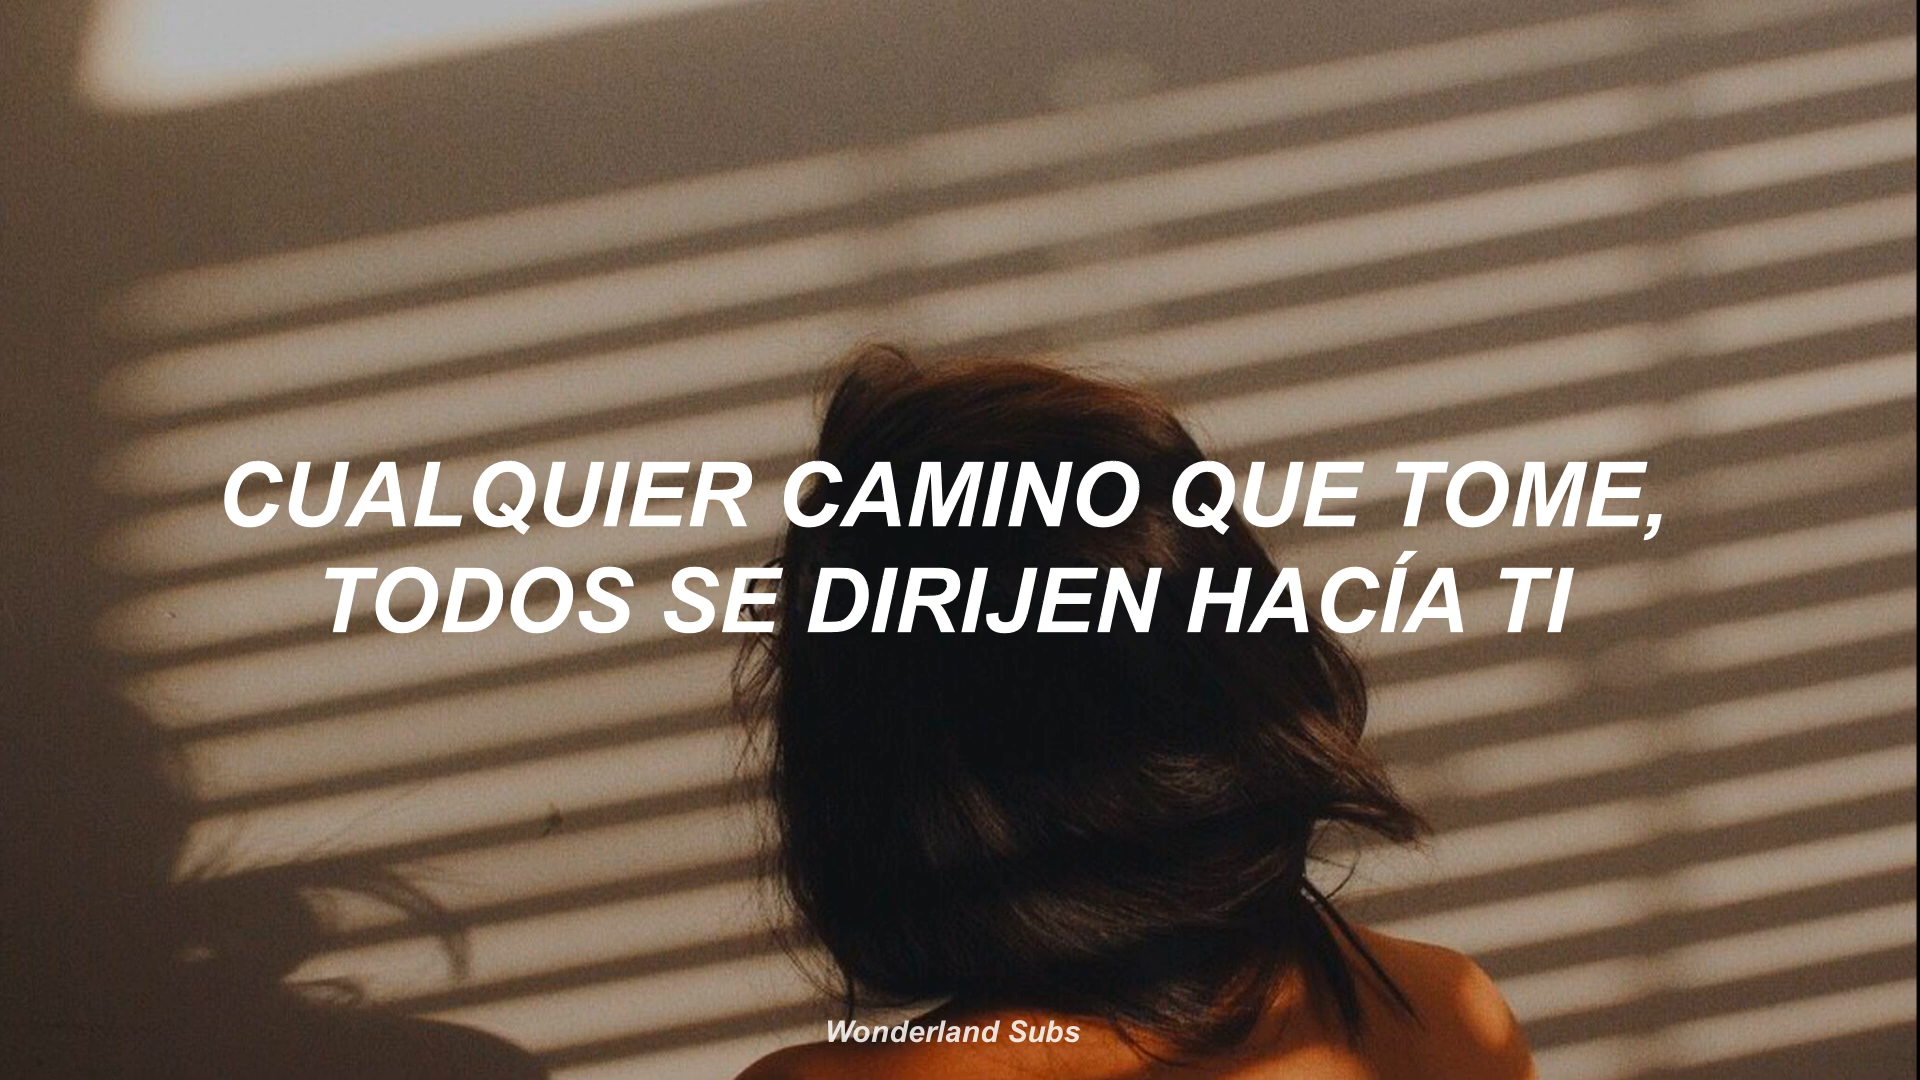 CUALQUIER CAMINO QUE TOME,
TODOS SE DIRIJEN HACÍA TI
Wonderland Subs